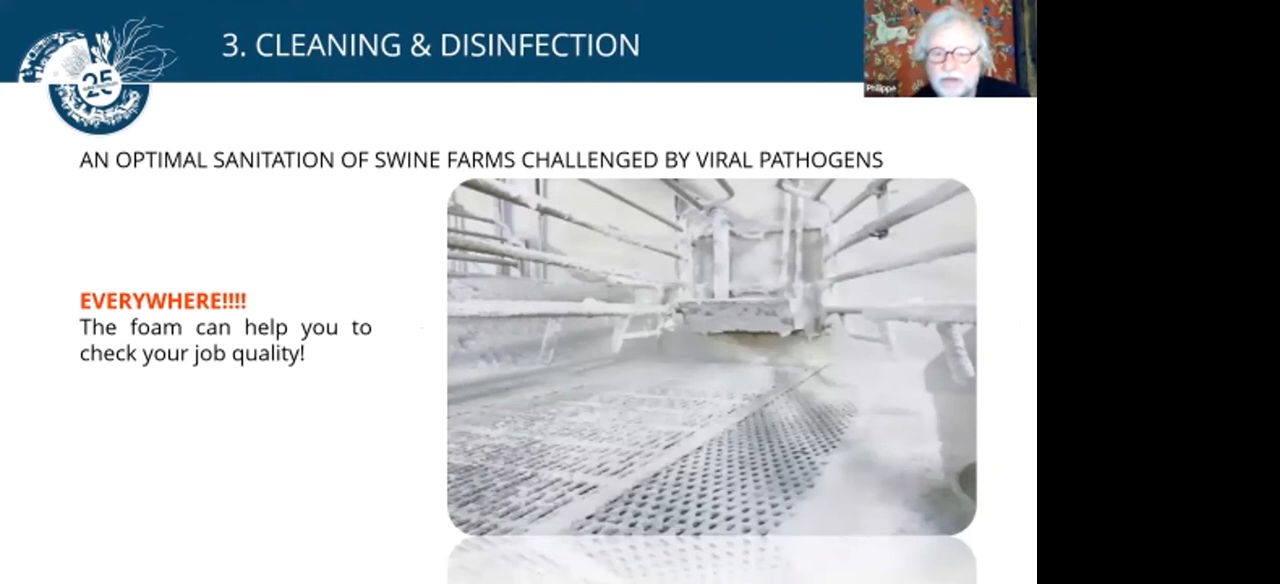 3. CLEANING & DISINFECTION
25
Philippe
AN OPTIMAL SANITATION OF SWINE FARMS CHALLENGED BY VIRAL PATHOGENS
EVERYWHERE!!!!
The foam can help you to
check your job quality!